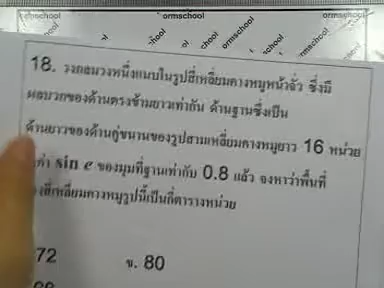 ormschool ormschool
ormschool ormschool ormschool ormschool
18. วงกลมวงหนึ่งแนบในรูปสี่เหลี่ยมคางหมูหน้าจั่ว ซึ่งมี
ผลบวกของด้านตรงข้ามยาวเท่ากัน ด้านฐานซึ่งเป็น
ด้านยาวของด้านคู่ขนานของรูปสามเหลี่ยมคางหมูยาว 16 หน่วย
ค่า sin e ของมุมที่ฐานเท่ากับ 0.8 แล้ว จงหาว่าพื้นที่
สี่เหลี่ยมคางหมูรูปนี้เป็นกี่ตารางหน่วย
72 ข. 80